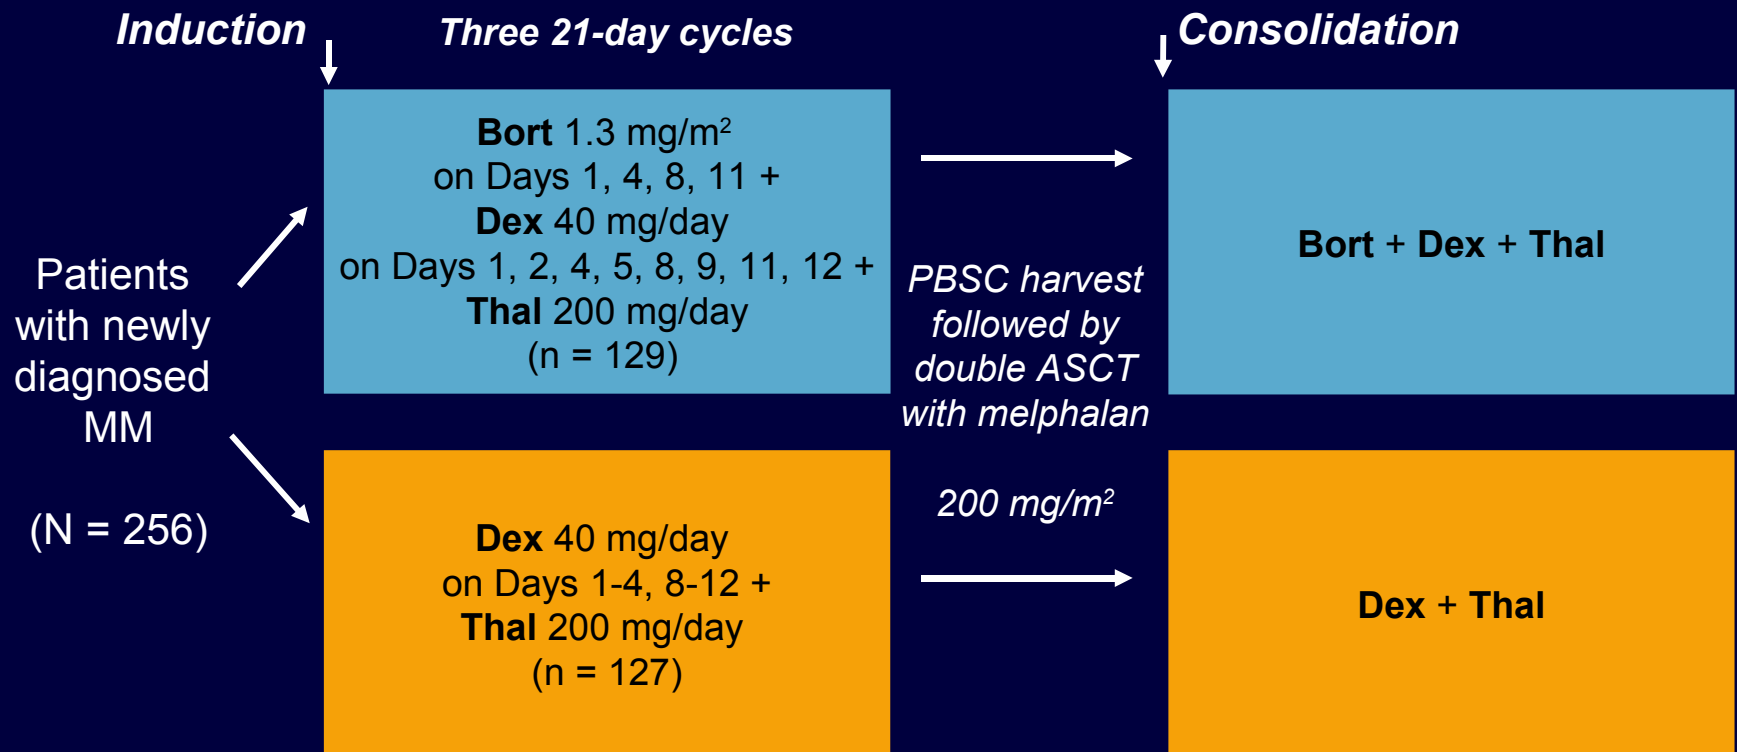 Induction
Three 21-day cycles
Consolidation
Patients
with newly
diagnosed
MM
(N = 256)
Bort 1.3 mg/m²
on Days 1, 4, 8, 11 +
Dex 40 mg/day
on Days 1, 2, 4, 5, 8, 9, 11, 12 +
Thal 200 mg/day
(n = 129)
Dex 40 mg/day
on Days 1-4, 8-12 +
Thal 200 mg/day
(n = 127)
PBSC harvest
followed by
double ASCT
with melphalan
200 mg/m²
Bort + Dex + Thal
Dex + Thal